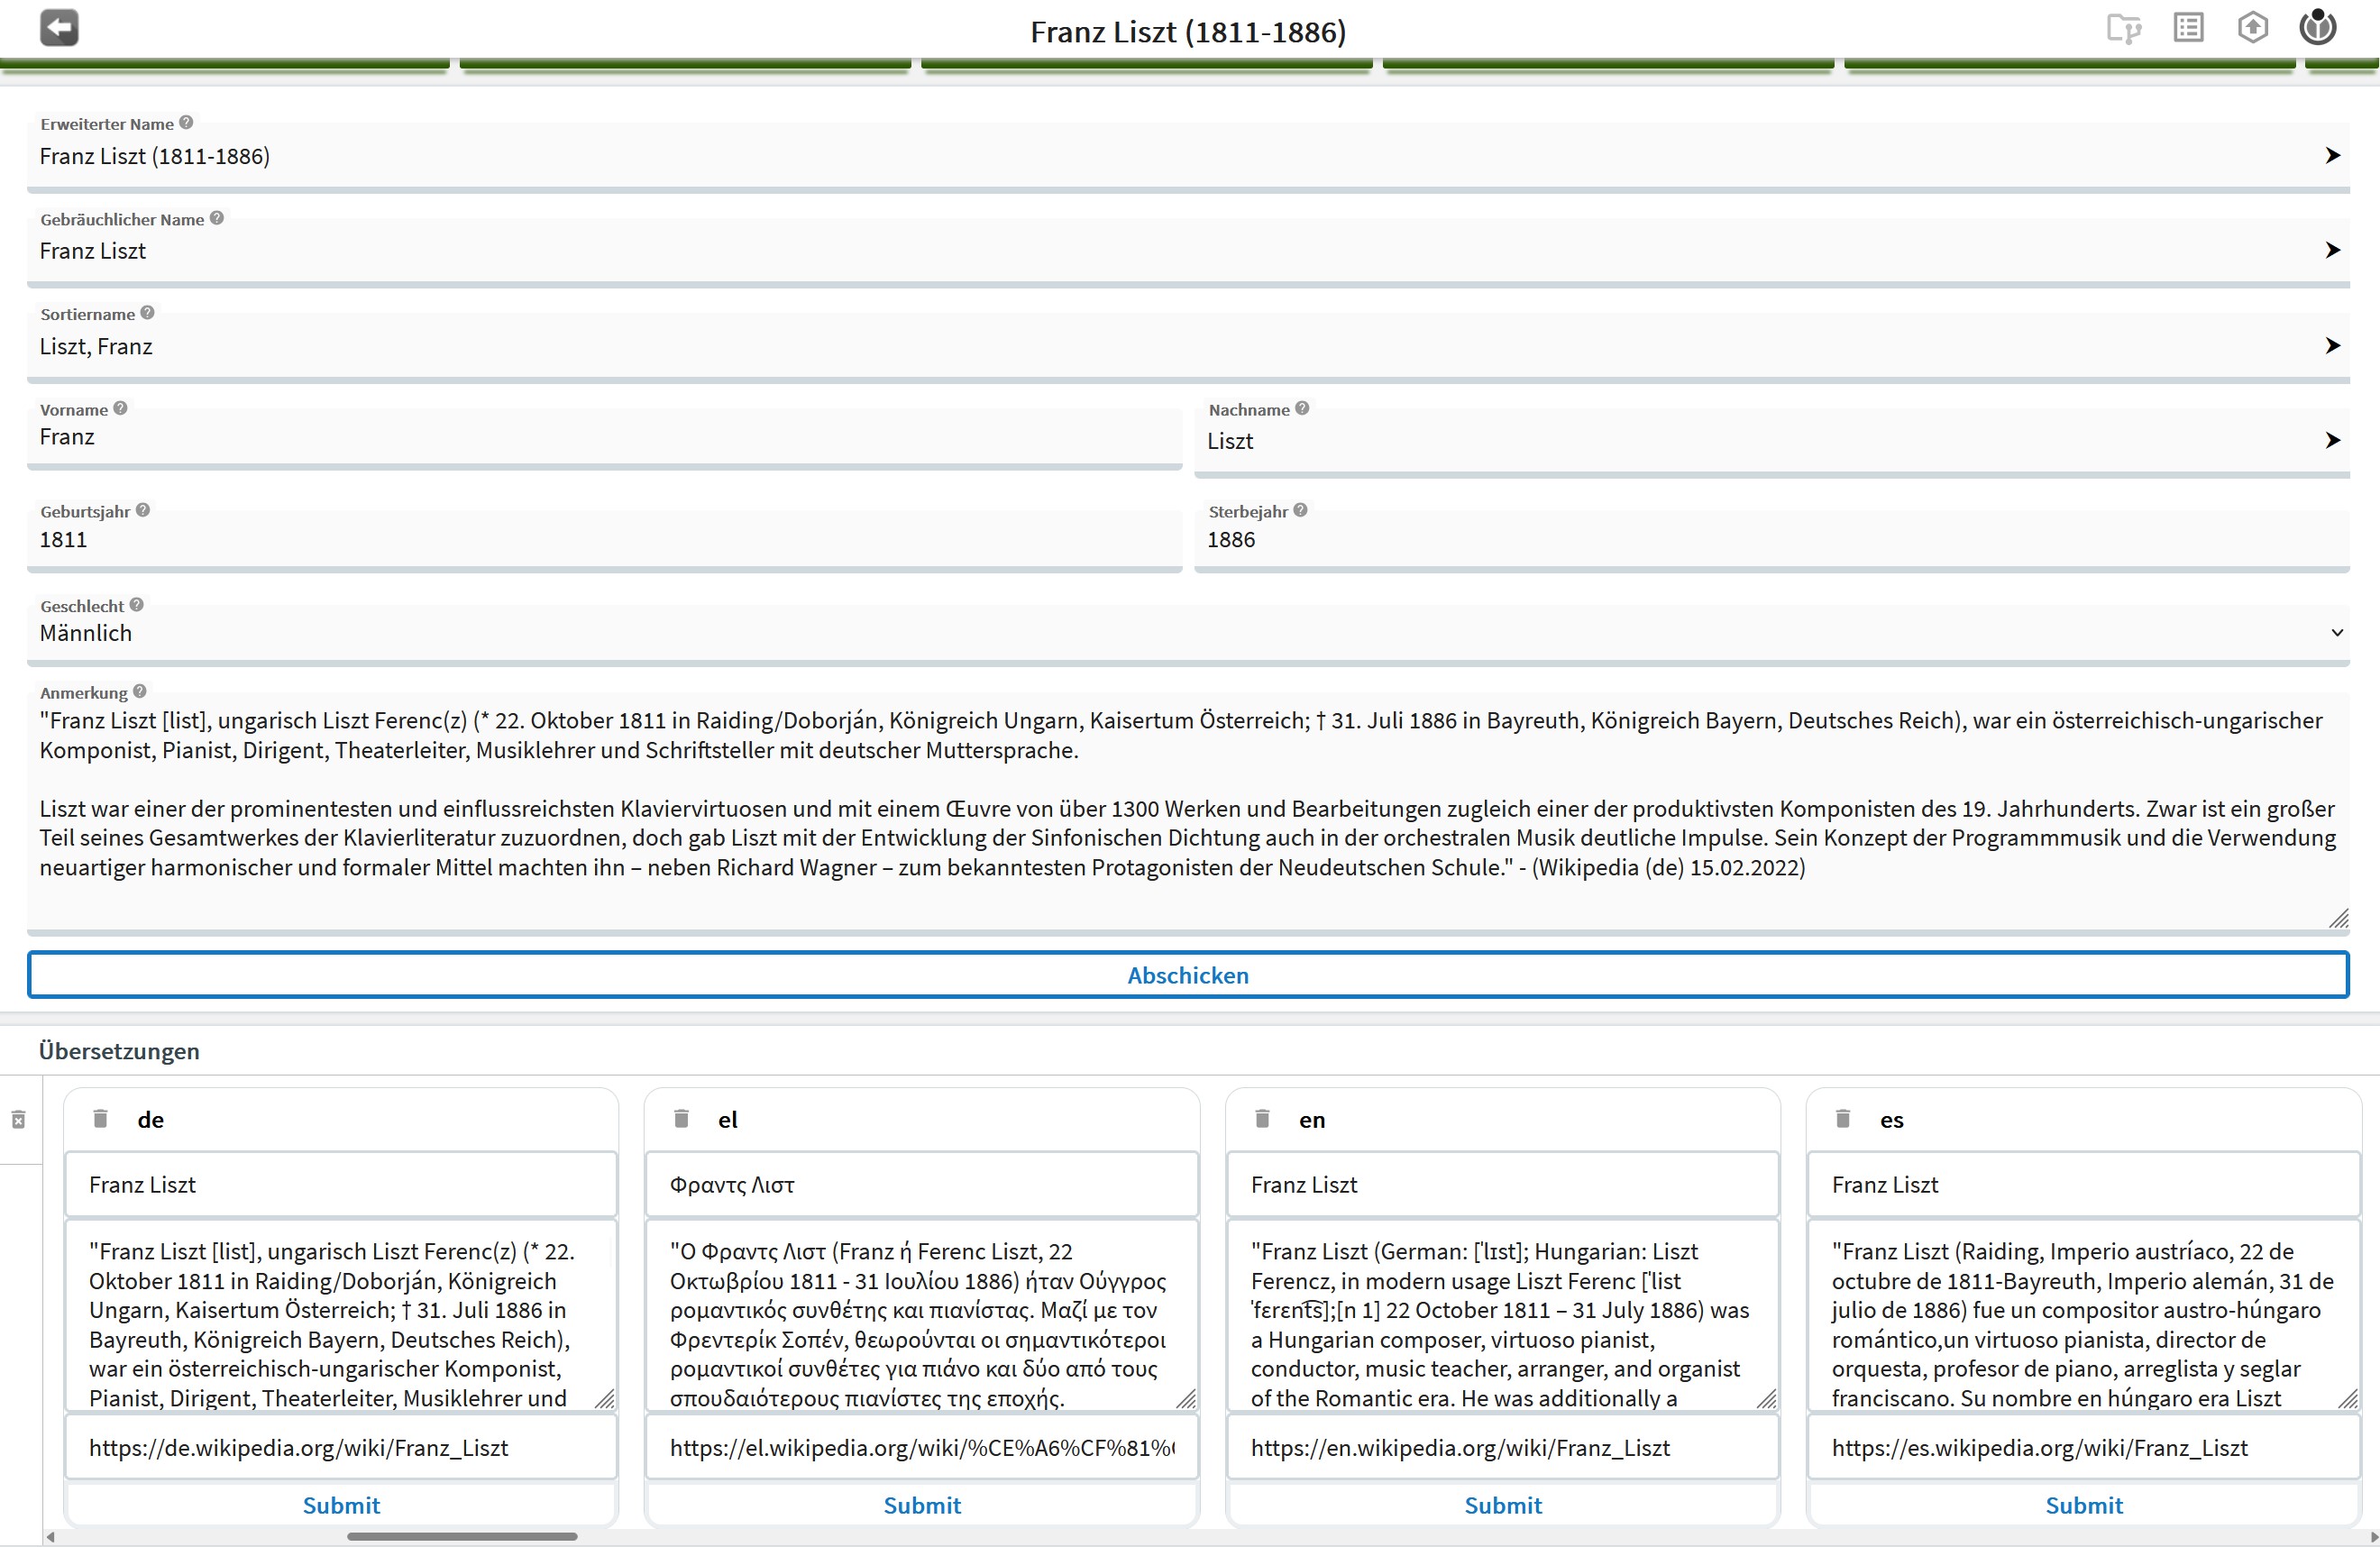 Franz Liszt (1811-1886)
Erweiterter Name
Franz Liszt (1811-1886)
Gebräuchlicher Name
Franz Liszt
Sortiername
Liszt, Franz
Vorname
Franz
Nachname
Liszt
Geburtsjahr
1811
Sterbejahr
1886
Geschlecht
Männlich
Anmerkung
"Franz Liszt [list], ungarisch Liszt Ferenc(z) (* 22. Oktober 1811 in Raiding/Doborján, Königreich Ungarn, Kaisertum Österreich; † 31. Juli 1886 in Bayreuth, Königreich Bayern, Deutsches Reich), war ein österreichisch-ungarischer
Komponist, Pianist, Dirigent, Theaterleiter, Musiklehrer und Schriftsteller mit deutscher Muttersprache.
Liszt war einer der prominentesten und einflussreichsten Klaviervirtuosen und mit einem Œuvre von über 1300 Werken und Bearbeitungen zugleich einer der produktivsten Komponisten des 19. Jahrhunderts. Zwar ist ein großer
Teil seines Gesamtwerkes der Klavierliteratur zuzuordnen, doch gab Liszt mit der Entwicklung der Sinfonischen Dichtung auch in der orchestralen Musik deutliche Impulse. Sein Konzept der Programmmusik und die Verwendung
neuartiger harmonischer und formaler Mittel machten ihn – neben Richard Wagner – zum bekanntesten Protagonisten der Neudeutschen Schule." - (Wikipedia (de) 15.02.2022)
Abschicken
Übersetzungen
de
Franz Liszt
"Franz Liszt [list], ungarisch Liszt Ferenc(z) (* 22.
Oktober 1811 in Raiding/Doborján, Königreich
Ungarn, Kaisertum Österreich; † 31. Juli 1886 in
Bayreuth, Königreich Bayern, Deutsches Reich),
war ein österreichisch-ungarischer Komponist,
Pianist, Dirigent, Theaterleiter, Musiklehrer und
https://de.wikipedia.org/wiki/Franz_Liszt
Submit
el
Φραντς Λιστ
"Ο Φραντς Λιστ (Franz ή Ferenc Liszt, 22
Οκτωβρίου 1811 - 31 Ιουλίου 1886) ήταν Ούγγρος
ρομαντικός συνθέτης και πιανίστας. Μαζί με τον
Φρεντερίκ Σοπέν, θεωρούνται οι σημαντικότεροι
ρομαντικοί συνθέτες για πιάνο και δύο από τους
σπουδαιότερους πιανίστες της εποχής.
https://el.wikipedia.org/wiki/%CE%A6%CF%81%
Submit
en
Franz Liszt
"Franz Liszt (German: [ˈlɪst]; Hungarian: Liszt
Ferencz, in modern usage Liszt Ferenc [ˈlist
ˈfɛrɛnt͡s];[n 1] 22 October 1811 – 31 July 1886) was
a Hungarian composer, virtuoso pianist,
conductor, music teacher, arranger, and organist
of the Romantic era. He was additionally a
https://en.wikipedia.org/wiki/Franz_Liszt
Submit
es
Franz Liszt
"Franz Liszt (Raiding, Imperio austríaco, 22 de
octubre de 1811-Bayreuth, Imperio alemán, 31 de
julio de 1886) fue un compositor austro-húngaro
romántico,un virtuoso pianista, director de
orquesta, profesor de piano, arreglista y seglar
franciscano. Su nombre en húngaro era Liszt
https://es.wikipedia.org/wiki/Franz_Liszt
Submit